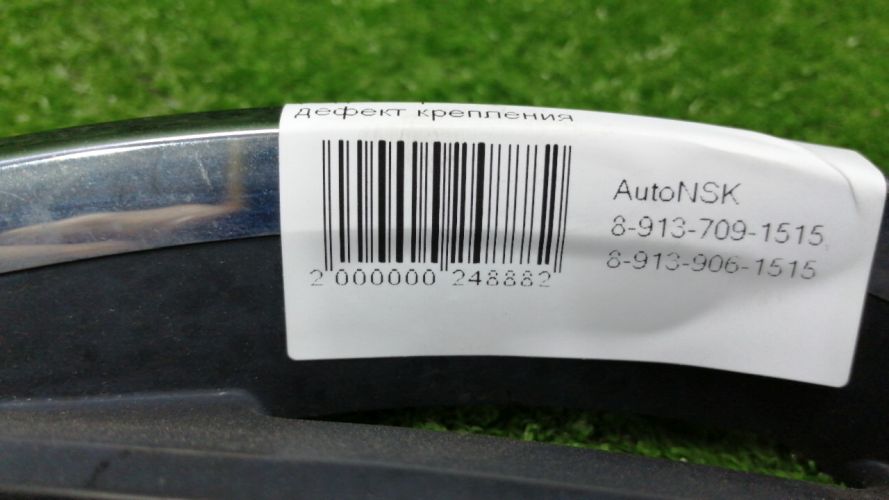 дефект крепления
AutoNSK
8-913-709-1515,
8-913-906-1515
2 000000 248882